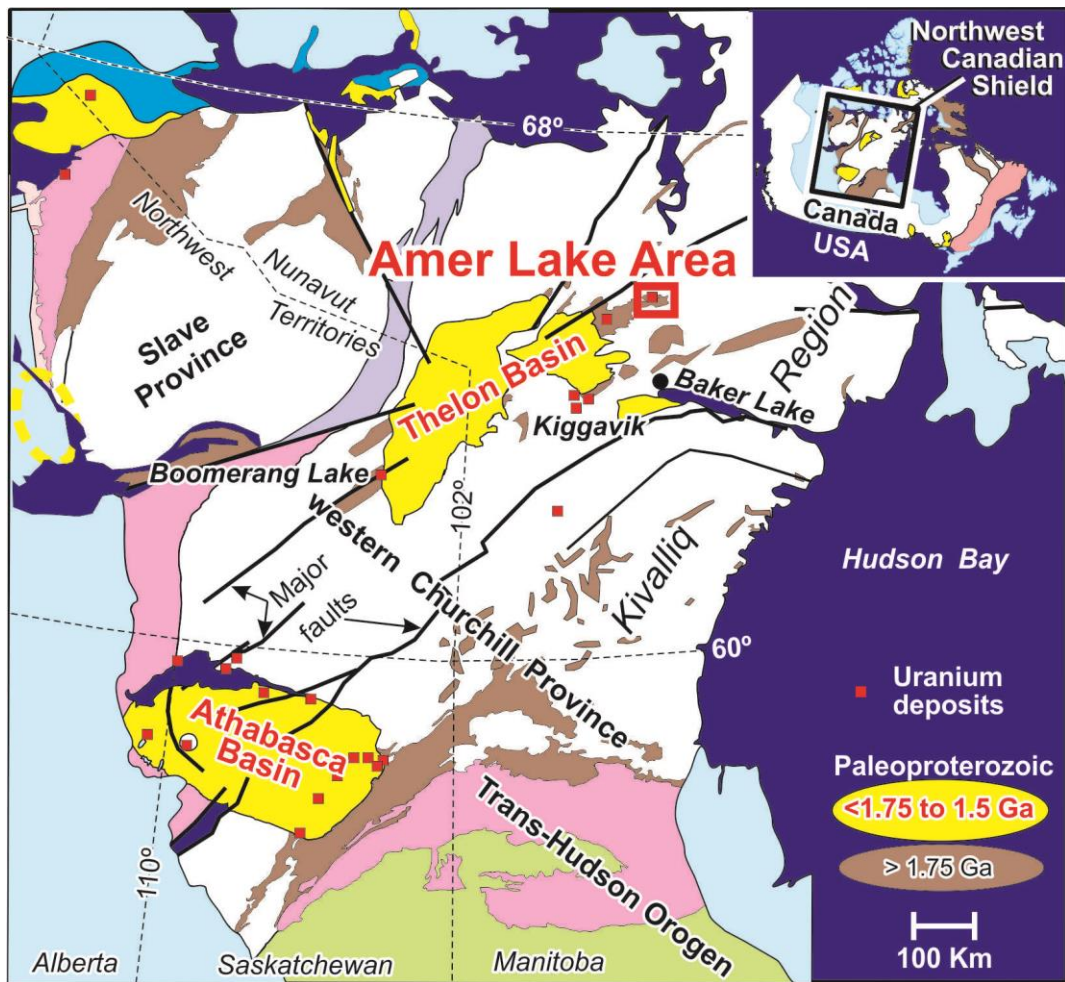 Northwest
Canadian
Shield
Canada
USA
68º
Northwest
Territories
Nunavut
Amer Lake Area
Slave
Province
Thelon Basin
Region
Baker Lake
Kiggavik
Boomerang Lake
102º
western Churchill Province
Kivalliq
Hudson Bay
Major
faults
60º
Uranium
deposits
Athabasca
Basin
Paleoproterozoic
<1.75 to 1.5 Ga
> 1.75 Ga
Trans-Hudson Orogen
110º
100 Km
Alberta
Saskatchewan
Manitoba